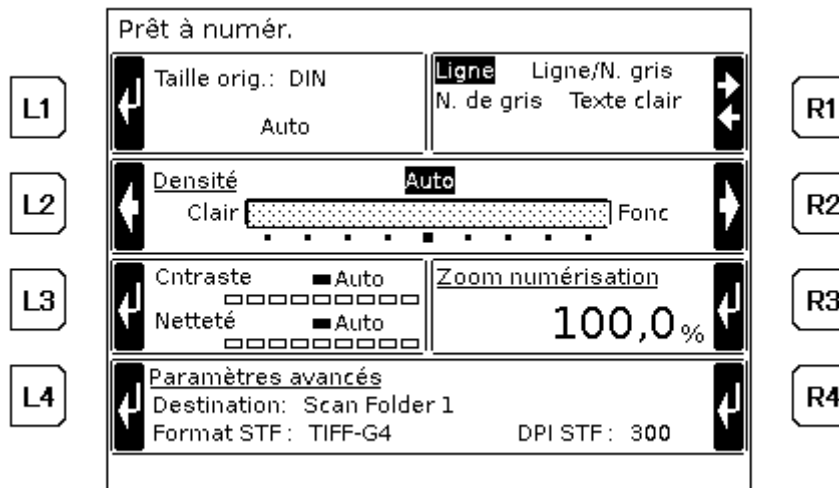 Prêt à numér.
L1
Taille orig.: DIN
Auto
Ligne Ligne/N. gris
N. de gris Texte clair
R1
L2
Densité Auto
Clair Fonc
R2
L3
Cntraste Auto
Netteté Auto
Zoom numérisation
100,0 %
R3
L4
Paramètres avancés
Destination: Scan Folder 1
Format STF : TIFF-G4 DPI STF : 300
R4